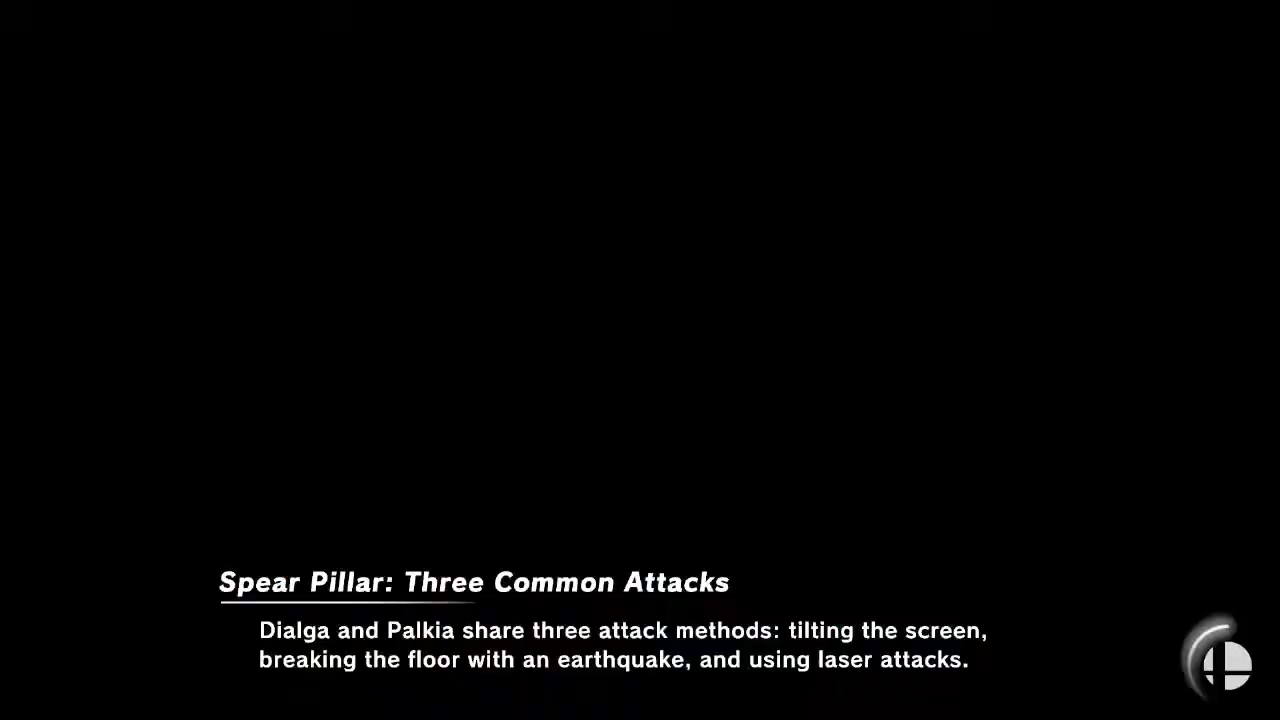 Spear Pillar: Three Common Attacks
Dialga and Palkia share three attack methods: tilting the screen,
breaking the floor with an earthquake, and using laser attacks.